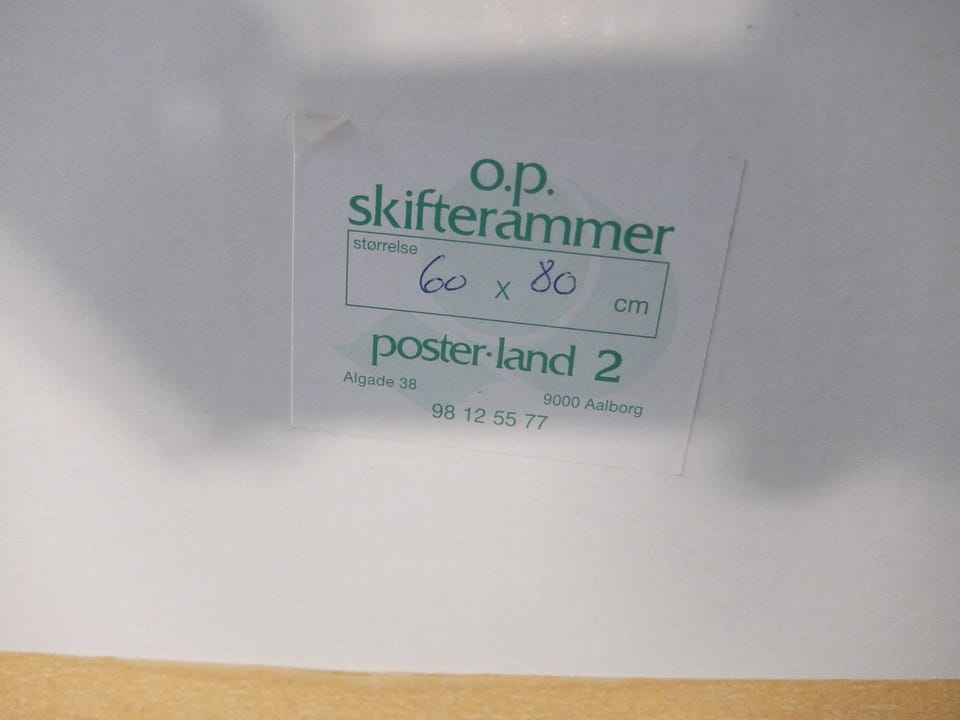 o.p.
skifterammer
størrelse
60 x 80 cm
poster·land 2
Algade 38 9000 Aalborg
98 12 55 77